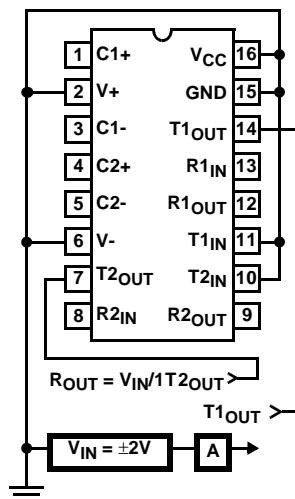 1 C1+ VCC 16
2 V+ GND 15
3 C1- T1OUT 14
4 C2+ R1IN 13
5 C2- R1OUT 12
6 V- T1IN 11
7 T2OUT T2IN 10
8 R2IN R2OUT 9
ROUT = VIN/1T2OUT
T1OUT
VIN = ±2V A